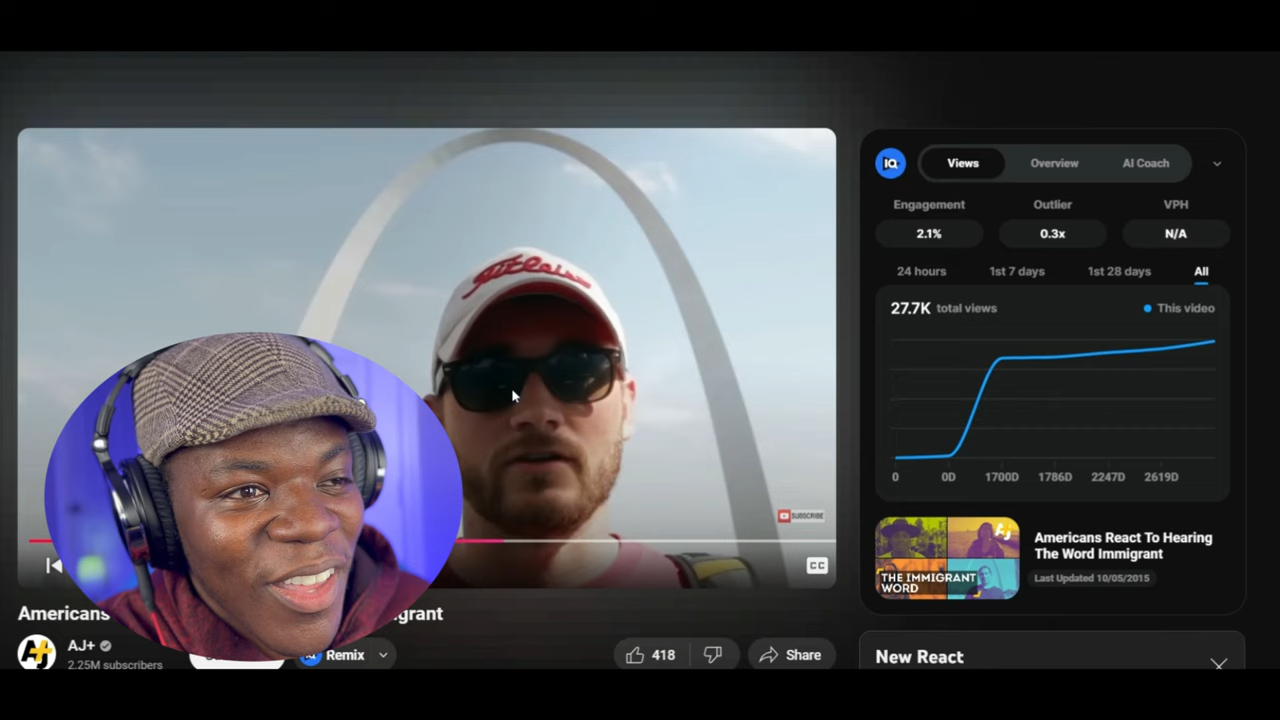 Titleist
SUBSCRIBE
CC
Americans
igrant
AJ+
2.25M subscribers
IQ Remix
418
Share
IQ
Views
Overview
AI Coach
Engagement
Outlier
VPH
2.1%
0.3x
N/A
24 hours
1st 7 days
1st 28 days
All
27.7K total views
This video
0
0D
1700D
1786D
2247D
2619D
THE IMMIGRANT
WORD
Americans React To Hearing
The Word Immigrant
Last Updated 10/05/2015
New React